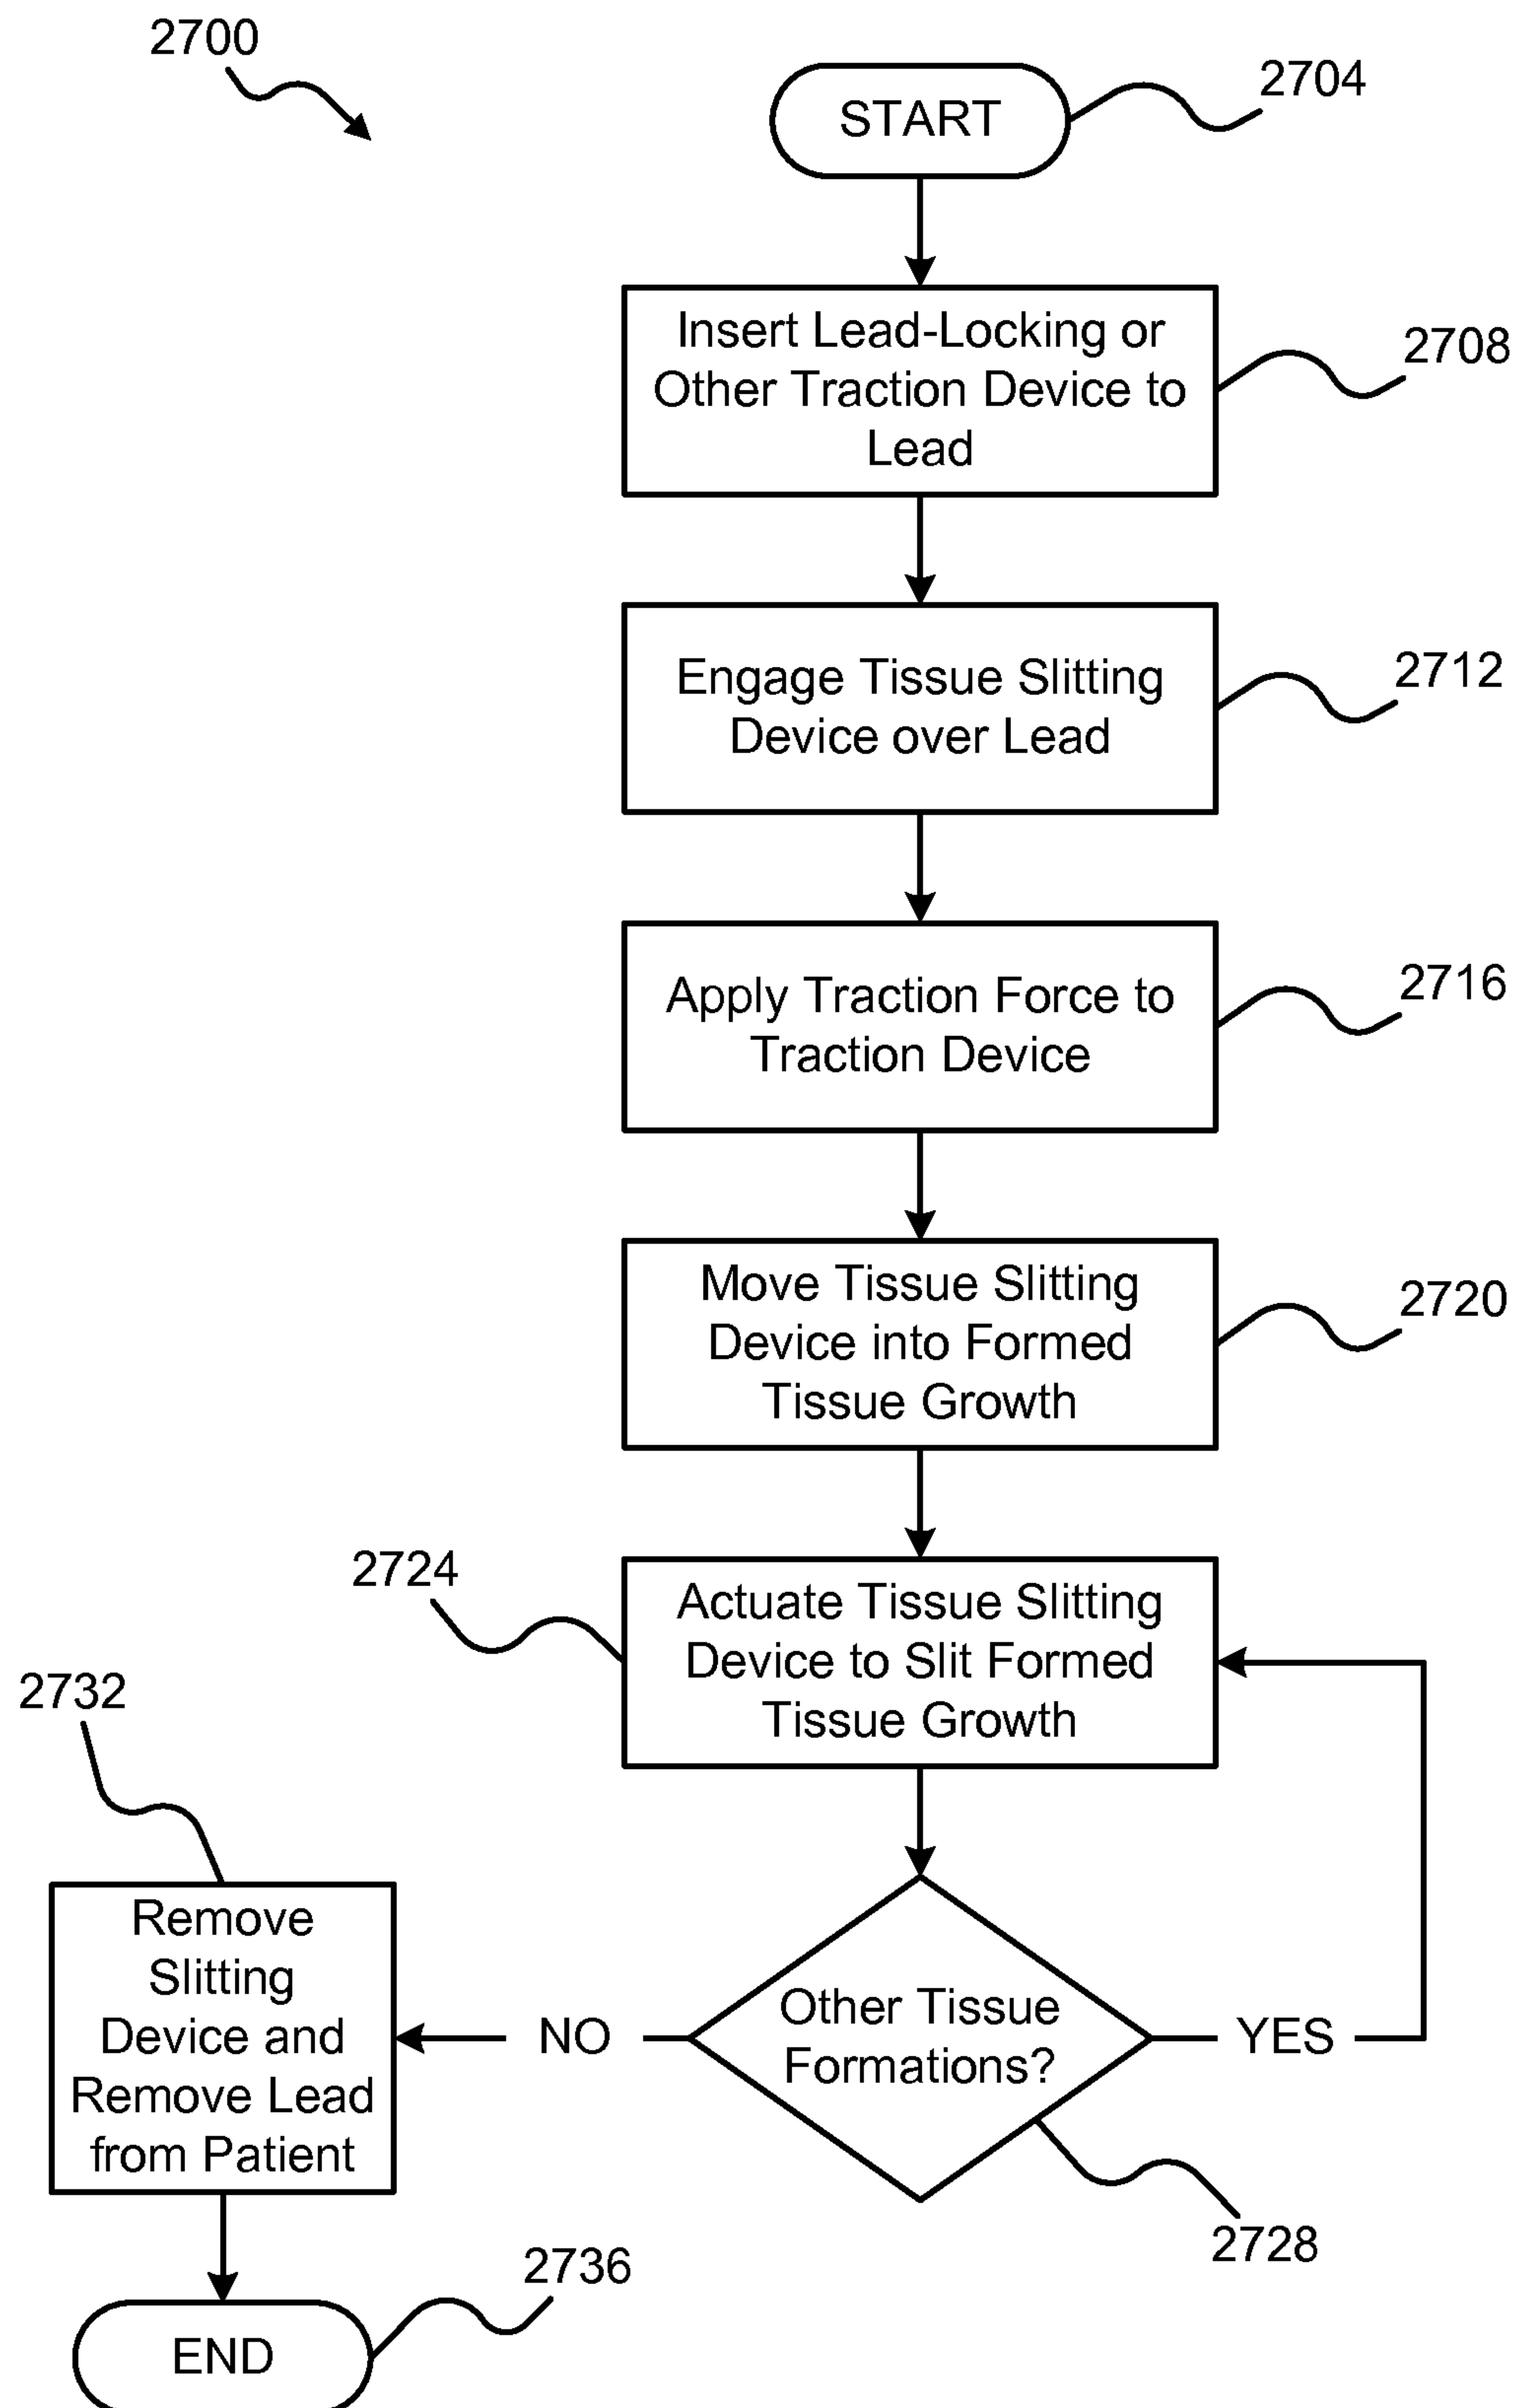 2700
START
2704
Insert Lead-Locking or
Other Traction Device to
Lead
2708
Engage Tissue Slitting
Device over Lead
2712
Apply Traction Force to
Traction Device
2716
Move Tissue Slitting
Device into Formed
Tissue Growth
2720
2724
Actuate Tissue Slitting
Device to Slit Formed
Tissue Growth
2732
Remove
Slitting
Device and
Remove Lead
from Patient
NO
Other Tissue
Formations?
YES
2728
2736
END